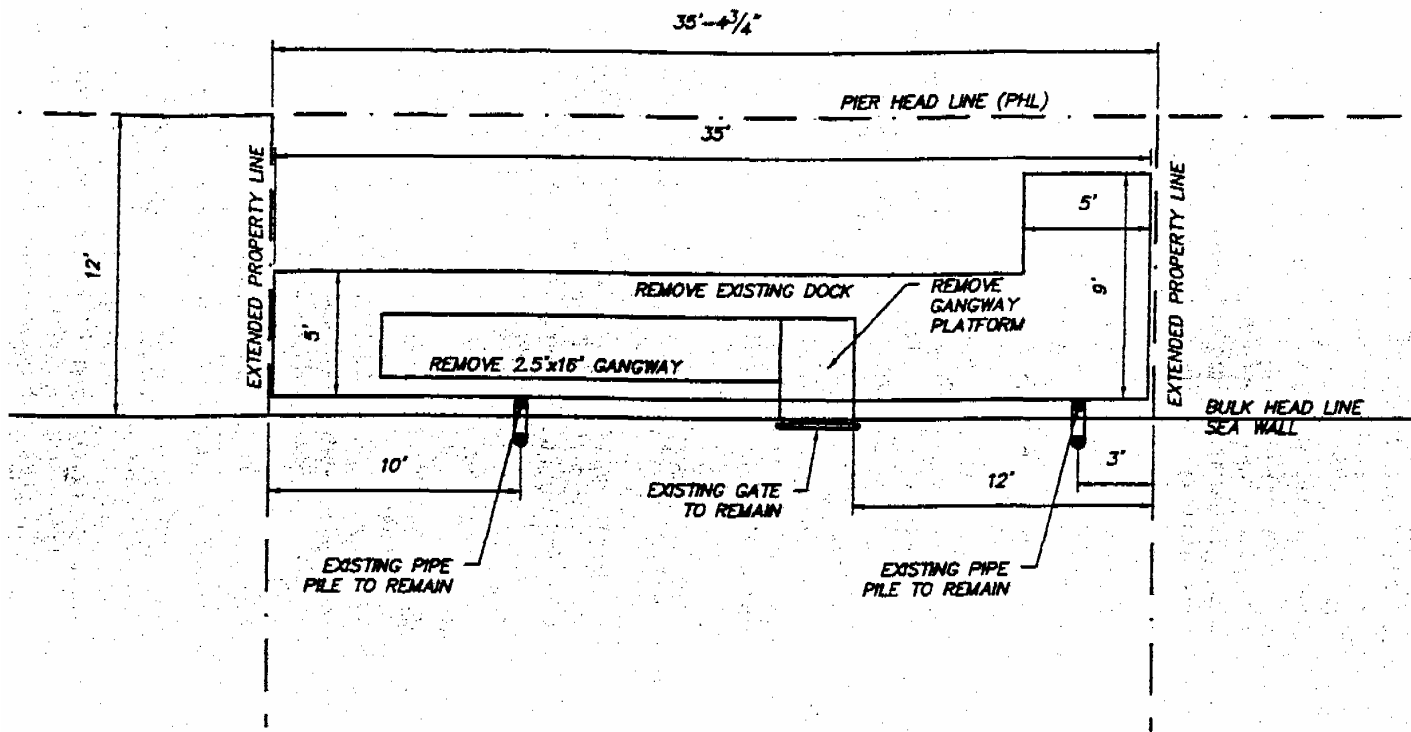 35'-4 3/4"
PIER HEAD LINE (PHL)
35'
EXTENDED PROPERTY LINE
12'
5'
REMOVE EXISTING DOCK
REMOVE
GANGWAY
PLATFORM
5'
9'
EXTENDED PROPERTY LINE
REMOVE 2.5'x16' GANGWAY
BULK HEAD LINE
SEA WALL
10'
EXISTING GATE
TO REMAIN
12'
3'
EXISTING PIPE
PILE TO REMAIN
EXISTING PIPE
PILE TO REMAIN